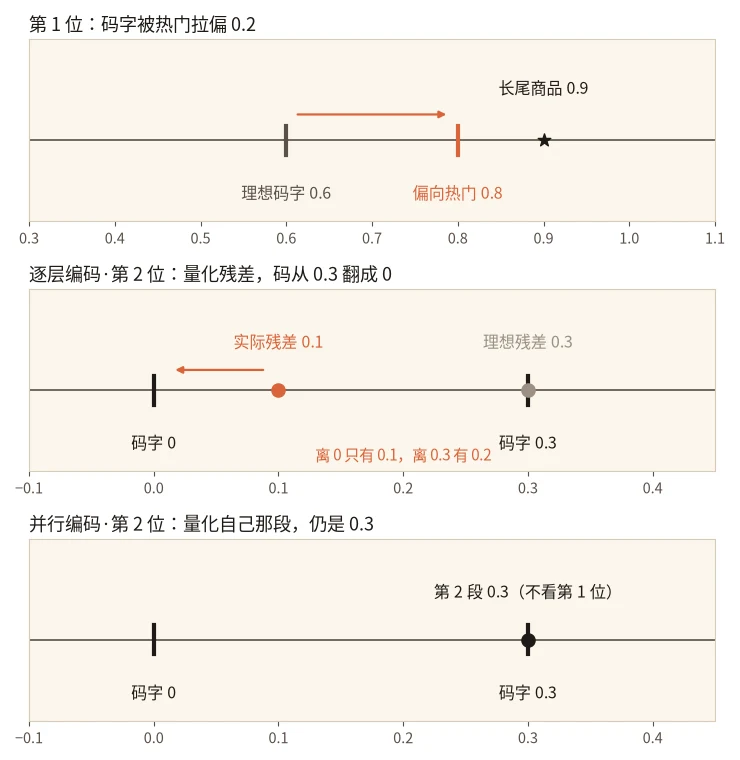 第 1 位：码字被热门拉偏 0.2
长尾商品 0.9
理想码字 0.6
偏向热门 0.8
0.3 0.4 0.5 0.6 0.7 0.8 0.9 1.0 1.1
逐层编码·第 2 位：量化残差，码从 0.3 翻成 0
实际残差 0.1
理想残差 0.3
码字 0
码字 0.3
离 0 只有 0.1，离 0.3 有 0.2
−0.1 0.0 0.1 0.2 0.3 0.4
并行编码·第 2 位：量化自己那段，仍是 0.3
第 2 段 0.3（不看第 1 位）
码字 0
码字 0.3
−0.1 0.0 0.1 0.2 0.3 0.4